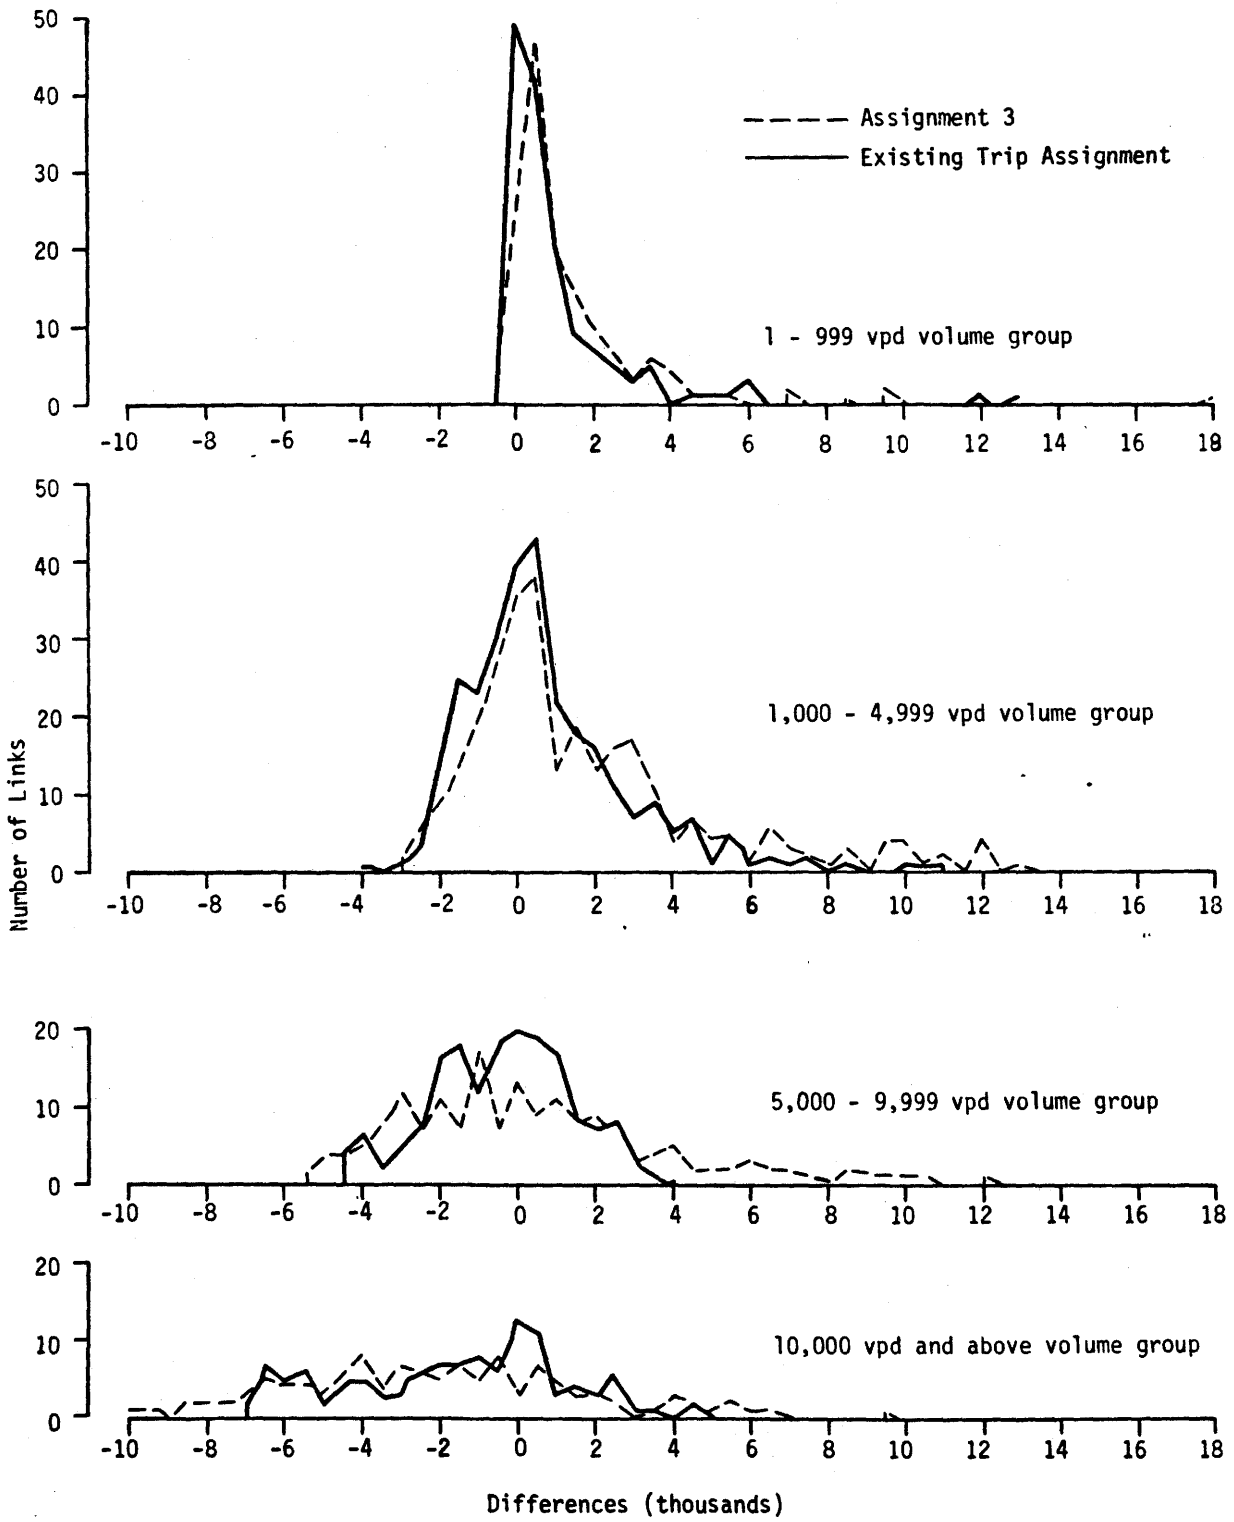 50
40
30
20
10
0
Assignment 3
Existing Trip Assignment
1 - 999 vpd volume group
-10 -8 -6 -4 -2 0 2 4 6 8 10 12 14 16 18
50
40
30
20
10
0
1,000 - 4,999 vpd volume group
-10 -8 -6 -4 -2 0 2 4 6 8 10 12 14 16 18
Number of Links
20
10
0
5,000 - 9,999 vpd volume group
-10 -8 -6 -4 -2 0 2 4 6 8 10 12 14 16 18
20
10
0
10,000 vpd and above volume group
-10 -8 -6 -4 -2 0 2 4 6 8 10 12 14 16 18
Differences (thousands)